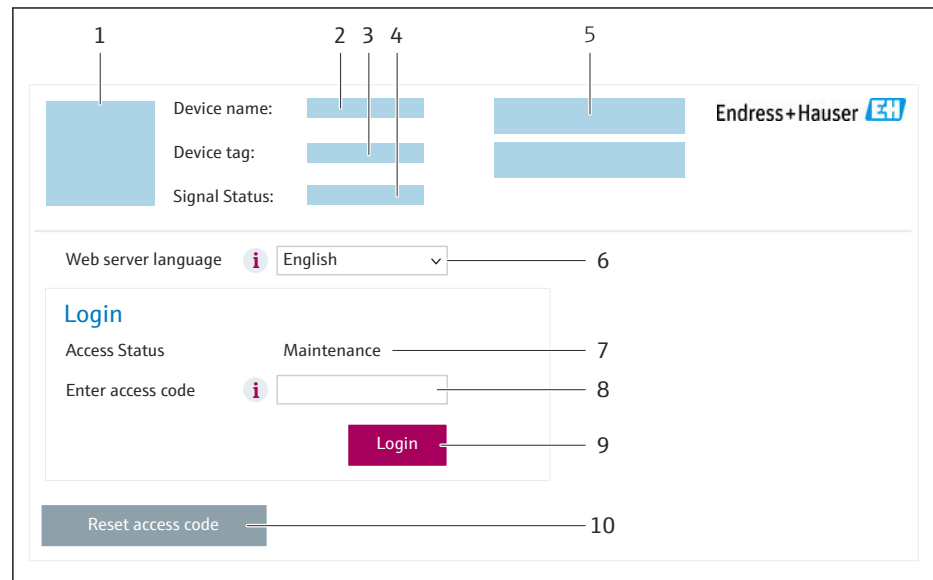 1 2 3 4 5
Device name:
Endress+Hauser EH
Device tag:
Signal Status:
Web server language i English 6
Login
Access Status Maintenance 7
Enter access code i 8
Login 9
Reset access code 10